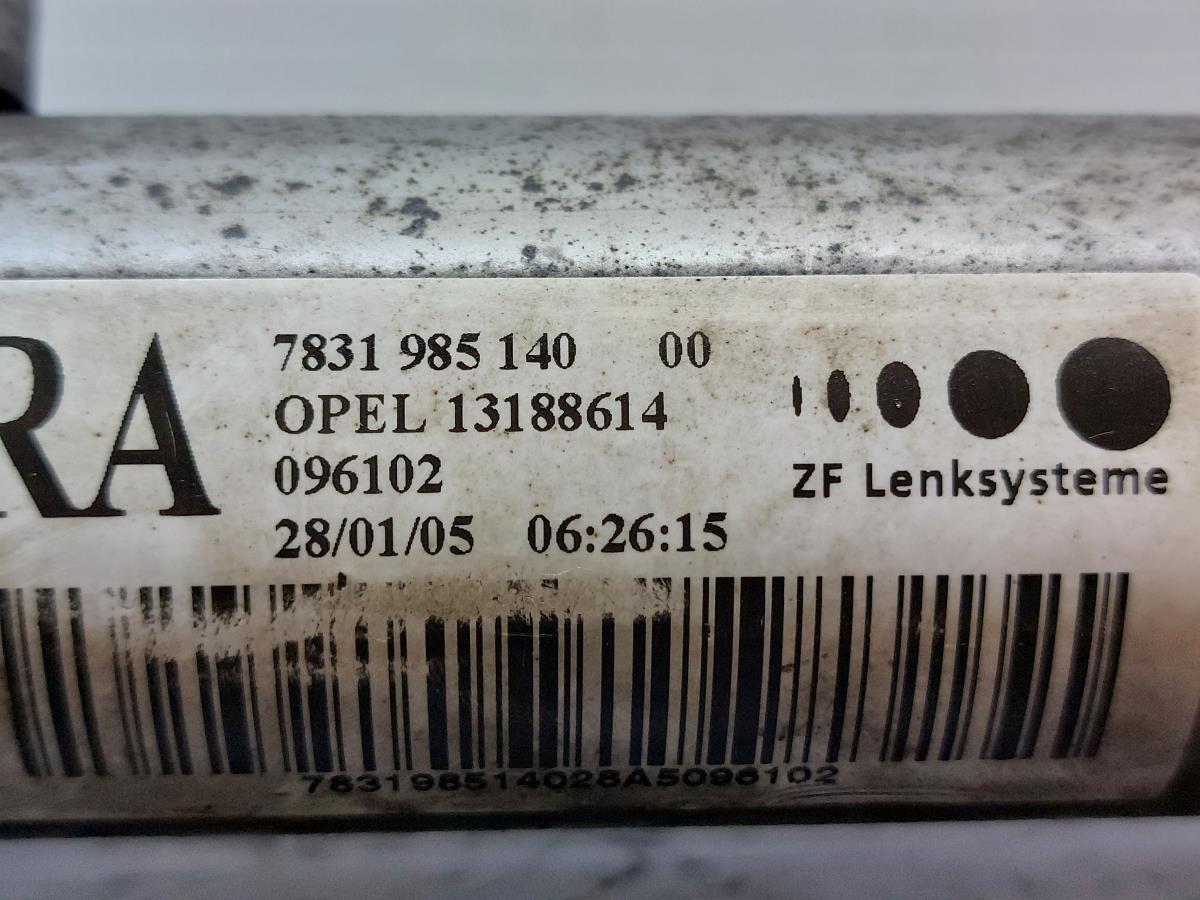 RA
7831 985 140 00
OPEL 13188614
096102
28/01/05 06:26:15
ZF Lenksysteme
783198514028A5096102